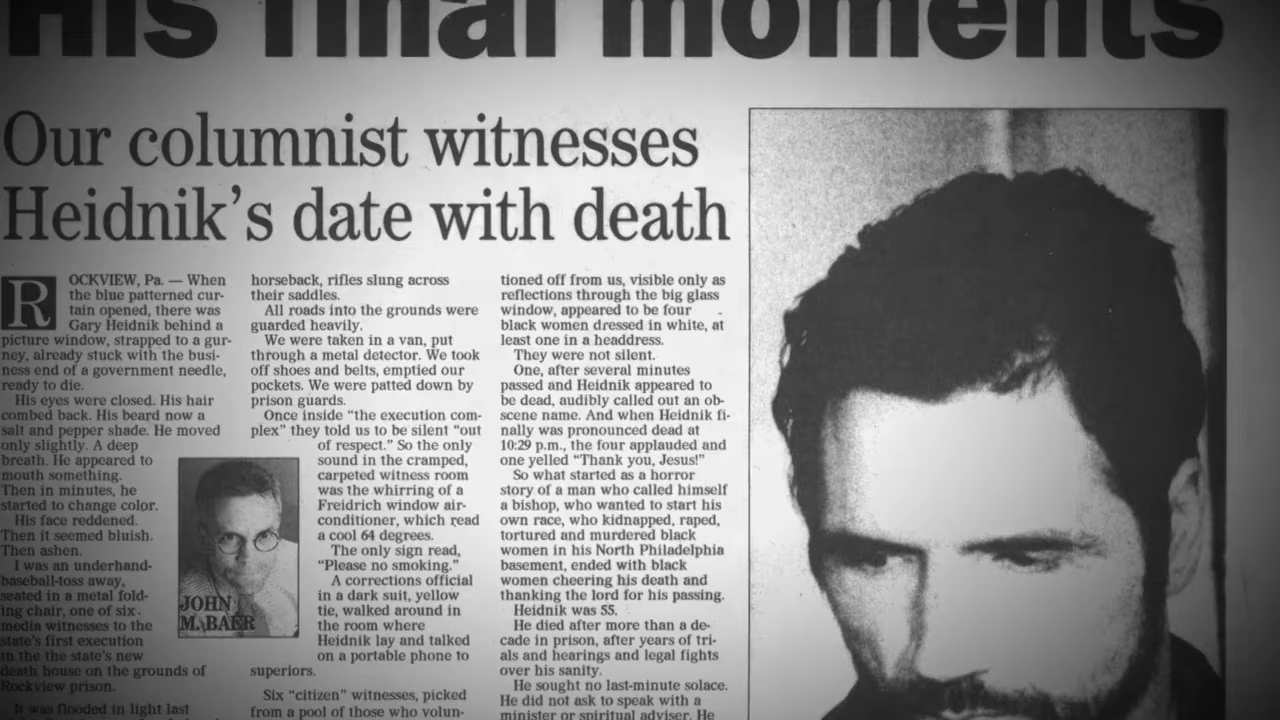 His final moments
Our columnist witnesses
Heidnik's date with death
ROCKVIEW, Pa. — When
the blue patterned cur-
tain opened, there was
Gary Heidnik behind a
picture window, strapped to a gur-
ney, already stuck with the busi-
ness end of a government needle,
ready to die.
His eyes were closed. His hair
combed back. His beard now a
salt and pepper shade. He moved
only slightly. A deep
breath. He appeared to
mouth something.
Then in minutes, he
started to change color.
His face reddened.
Then it seemed bluish.
Then ashen.
I was an underhand-
baseball-toss away,
seated in a metal fold-
ing chair, one of six
media witnesses to the
state's first execution
in the the state's new
death house on the grounds of
Rockview prison.
It was flooded in light last
JOHN
M. BAER
horseback, rifles slung across
their saddles.
All roads into the grounds were
guarded heavily.
We were taken in a van, put
through a metal detector. We took
off shoes and belts, emptied our
pockets. We were patted down by
prison guards.
Once inside "the execution com-
plex" they told us to be silent "out
of respect." So the only
sound in the cramped,
carpeted witness room
was the whirring of a
Freidrich window air-
conditioner, which read
a cool 64 degrees.
The only sign read,
"Please no smoking."
A corrections official
in a dark suit, yellow
tie, walked around in
the room where
Heidnik lay and talked
on a portable phone to
superiors.
Six "citizen" witnesses, picked
from a pool of those who volun-
tioned off from us, visible only as
reflections through the big glass
window, appeared to be four
black women dressed in white, at
least one in a headdress.
They were not silent.
One, after several minutes
passed and Heidnik appeared to
be dead, audibly called out an ob-
scene name. And when Heidnik fi-
nally was pronounced dead at
10:29 p.m., the four applauded and
one yelled "Thank you, Jesus!"
So what started as a horror
story of a man who called himself
a bishop, who wanted to start his
own race, who kidnapped, raped,
tortured and murdered black
women in his North Philadelphia
basement, ended with black
women cheering his death and
thanking the lord for his passing.
Heidnik was 55.
He died after more than a de-
cade in prison, after years of tri-
als and hearings and legal fights
over his sanity.
He sought no last-minute solace.
He did not ask to speak with a
minister or spiritual adviser. He